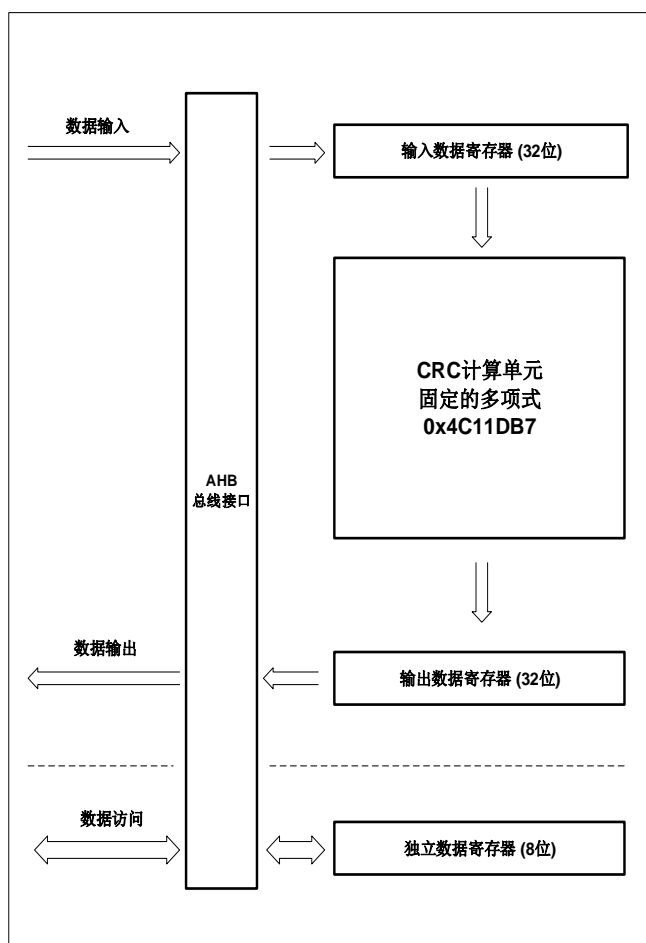 数据输入
输入数据寄存器 (32位)
CRC计算单元
固定的多项式
0x4C11DB7
AHB
总线接口
数据输出
输出数据寄存器 (32位)
数据访问
独立数据寄存器 (8位)